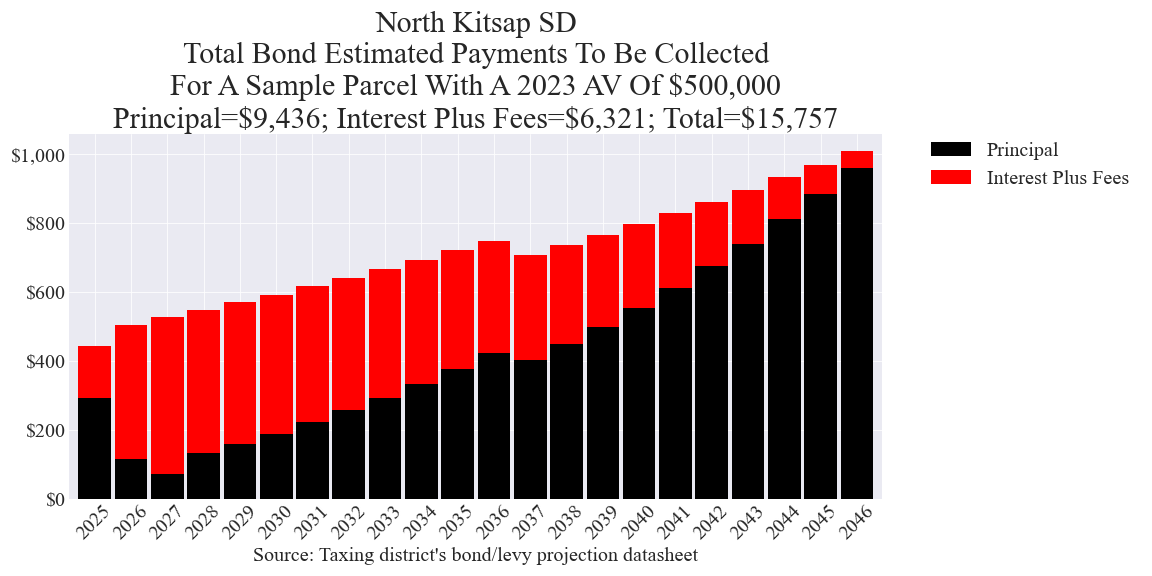 North Kitsap SD
Total Bond Estimated Payments To Be Collected
For A Sample Parcel With A 2023 AV Of $500,000
Principal=$9,436; Interest Plus Fees=$6,321; Total=$15,757
$1,000
$800
$600
$400
$200
$0
Principal
Interest Plus Fees
2025 2026 2027 2028 2029 2030 2031 2032 2033 2034 2035 2036 2037 2038 2039 2040 2041 2042 2043 2044 2045 2046
Source: Taxing district's bond/levy projection datasheet